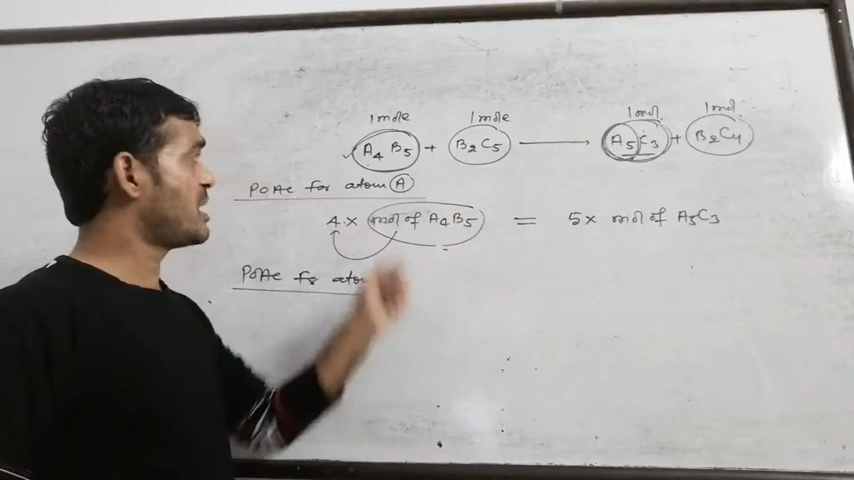 1 mole 1 mole 1 mol. 1 mol.
A₄B₅ + B₂C₅ → A₅C₃ + B₂C₄
POAC for atom A
4 × mol of A₄B₅ = 5 × mol of A₅C₃
POAC for atom